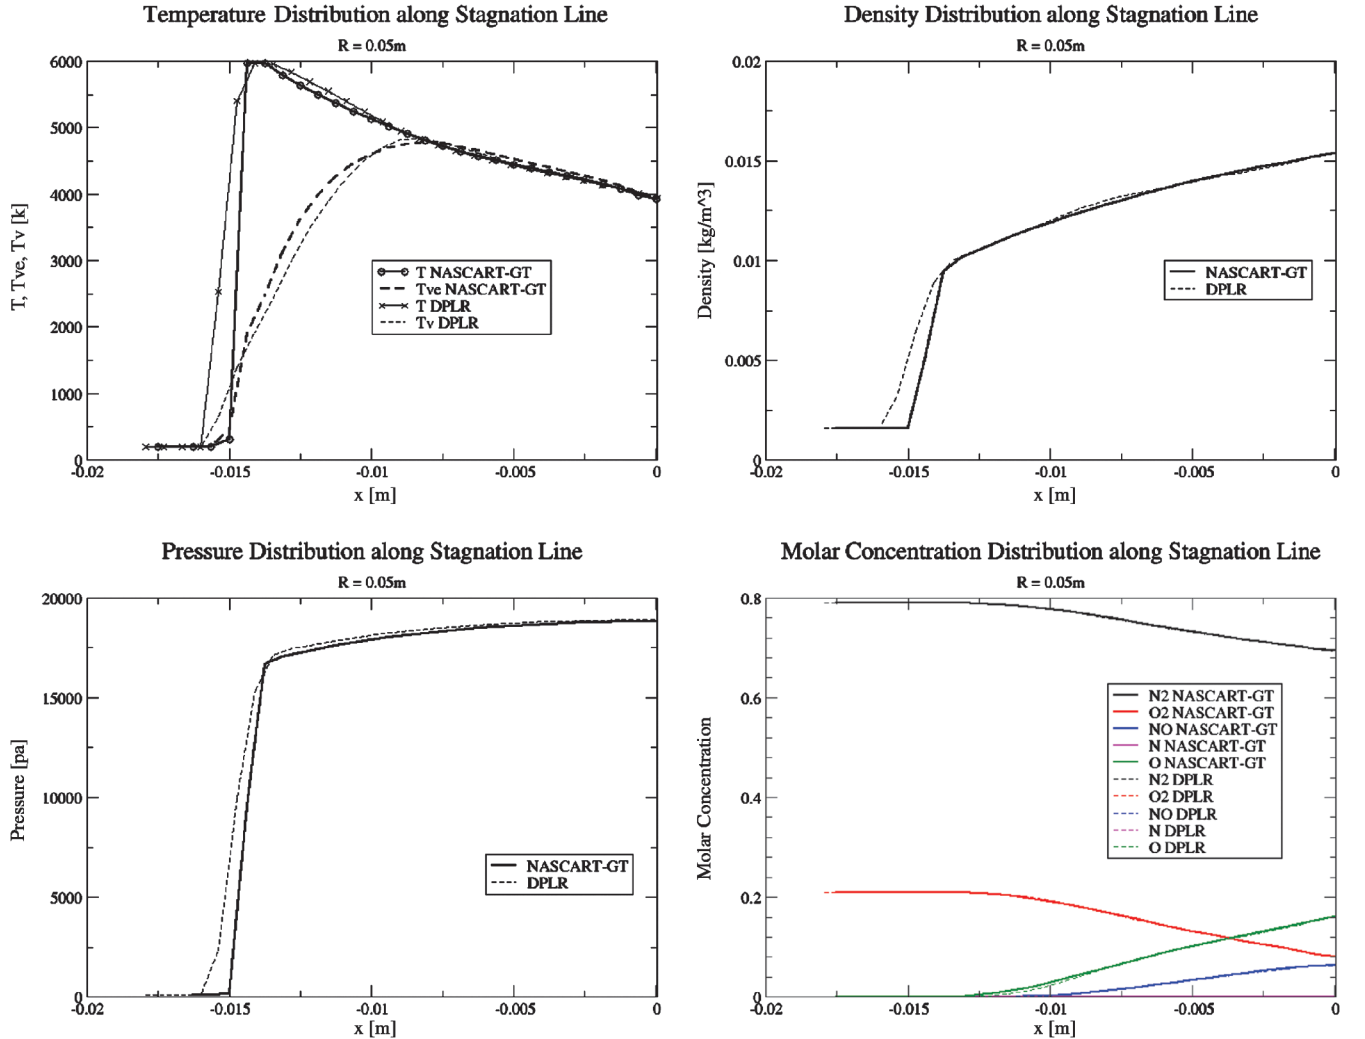 Temperature Distribution along Stagnation Line
R = 0.05m
6000
5000
4000
3000
2000
1000
0
T, Tve, Tv [k]
T NASCART-GT
Tve NASCART-GT
T DPLR
Tv DPLR
-0.02
-0.015
-0.01
-0.005
0
x [m]
Density Distribution along Stagnation Line
R = 0.05m
0.02
0.015
0.01
0.005
0
Density [kg/m^3]
NASCART-GT
DPLR
-0.02
-0.015
-0.01
-0.005
0
x [m]
Pressure Distribution along Stagnation Line
R = 0.05m
20000
15000
10000
5000
0
Pressure [pa]
NASCART-GT
DPLR
-0.02
-0.015
-0.01
-0.005
0
x [m]
Molar Concentration Distribution along Stagnation Line
R = 0.05m
0.8
0.6
0.4
0.2
0
Molar Concentration
N2 NASCART-GT
O2 NASCART-GT
NO NASCART-GT
N NASCART-GT
O NASCART-GT
N2 DPLR
O2 DPLR
NO DPLR
N DPLR
O DPLR
-0.02
-0.015
-0.01
-0.005
0
x [m]